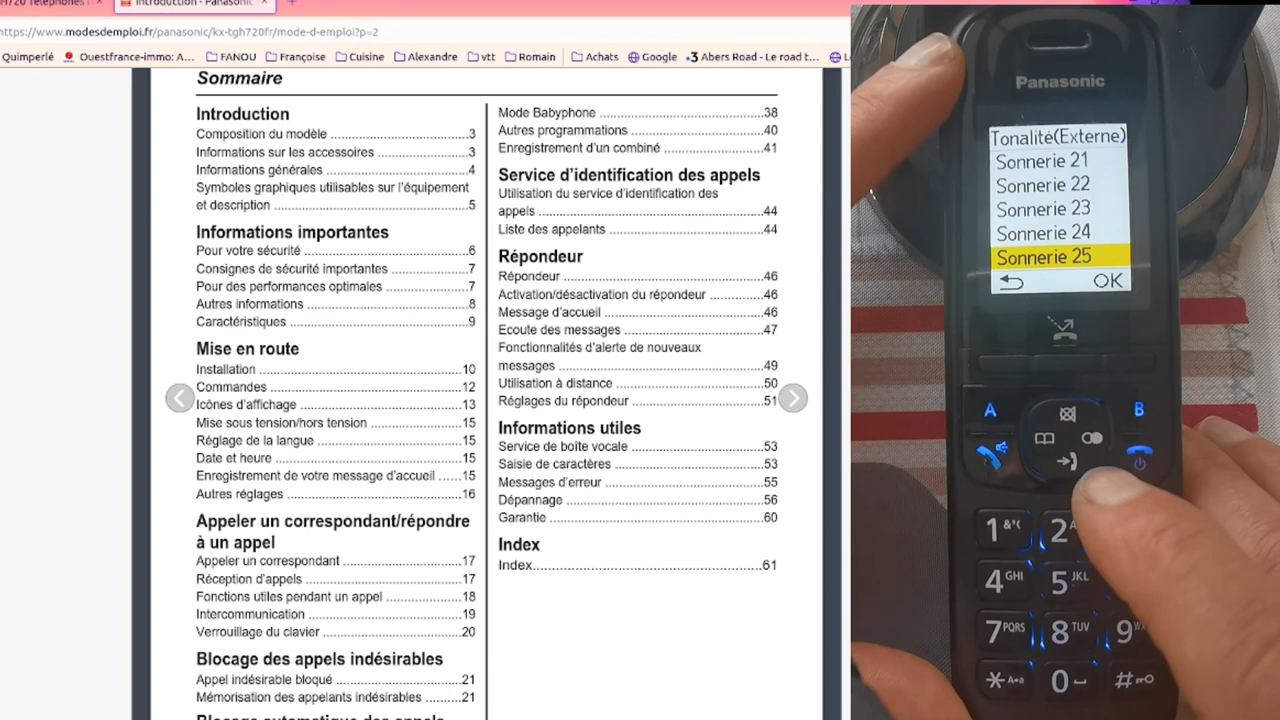 Introduction - Panasonic
https://www.modesdemploi.fr/panasonic/kx-tgh720fr/mode-d-emploi?p=2
Quimperlé
Ouestfrance-immo: A...
FANOU
Françoise
Cuisine
Alexandre
vtt
Romain
Achats
Google
Abers Road - Le road t...
Sommaire
Introduction
Composition du modèle ...3
Informations sur les accessoires ...3
Informations générales ...4
Symboles graphiques utilisables sur l'équipement
et description ...5
Informations importantes
Pour votre sécurité ...6
Consignes de sécurité importantes ...7
Pour des performances optimales ...7
Autres informations ...8
Caractéristiques ...9
Mise en route
Installation ...10
Commandes ...12
Icônes d'affichage ...13
Mise sous tension/hors tension ...15
Réglage de la langue ...15
Date et heure ...15
Enregistrement de votre message d'accueil ......15
Autres réglages ...16
Appeler un correspondant/répondre
à un appel
Appeler un correspondant ...17
Réception d'appels ...17
Fonctions utiles pendant un appel ...18
Intercommunication ...19
Verrouillage du clavier ...20
Blocage des appels indésirables
Appel indésirable bloqué ...21
Mémorisation des appelants indésirables ...21
Blocage automatique des appels
Mode Babyphone ...38
Autres programmations ...40
Enregistrement d'un combiné ...41
Service d'identification des appels
Utilisation du service d'identification des
appels ...44
Liste des appelants ...44
Répondeur
Répondeur ...46
Activation/désactivation du répondeur ...46
Message d'accueil ...46
Ecoute des messages ...47
Fonctionnalités d'alerte de nouveaux
messages ...49
Utilisation à distance ...50
Réglages du répondeur ...51
Informations utiles
Service de boîte vocale ...53
Saisie de caractères ...53
Messages d'erreur ...55
Dépannage ...56
Garantie ...60
Index
Index...61
Panasonic
Tonalité(Externe)
Sonnerie 21
Sonnerie 22
Sonnerie 23
Sonnerie 24
Sonnerie 25
OK
A
B
1 &'(
2
4 GHI
5 JKL
7 PQRS
8 TUV
9
* A→a
0
#